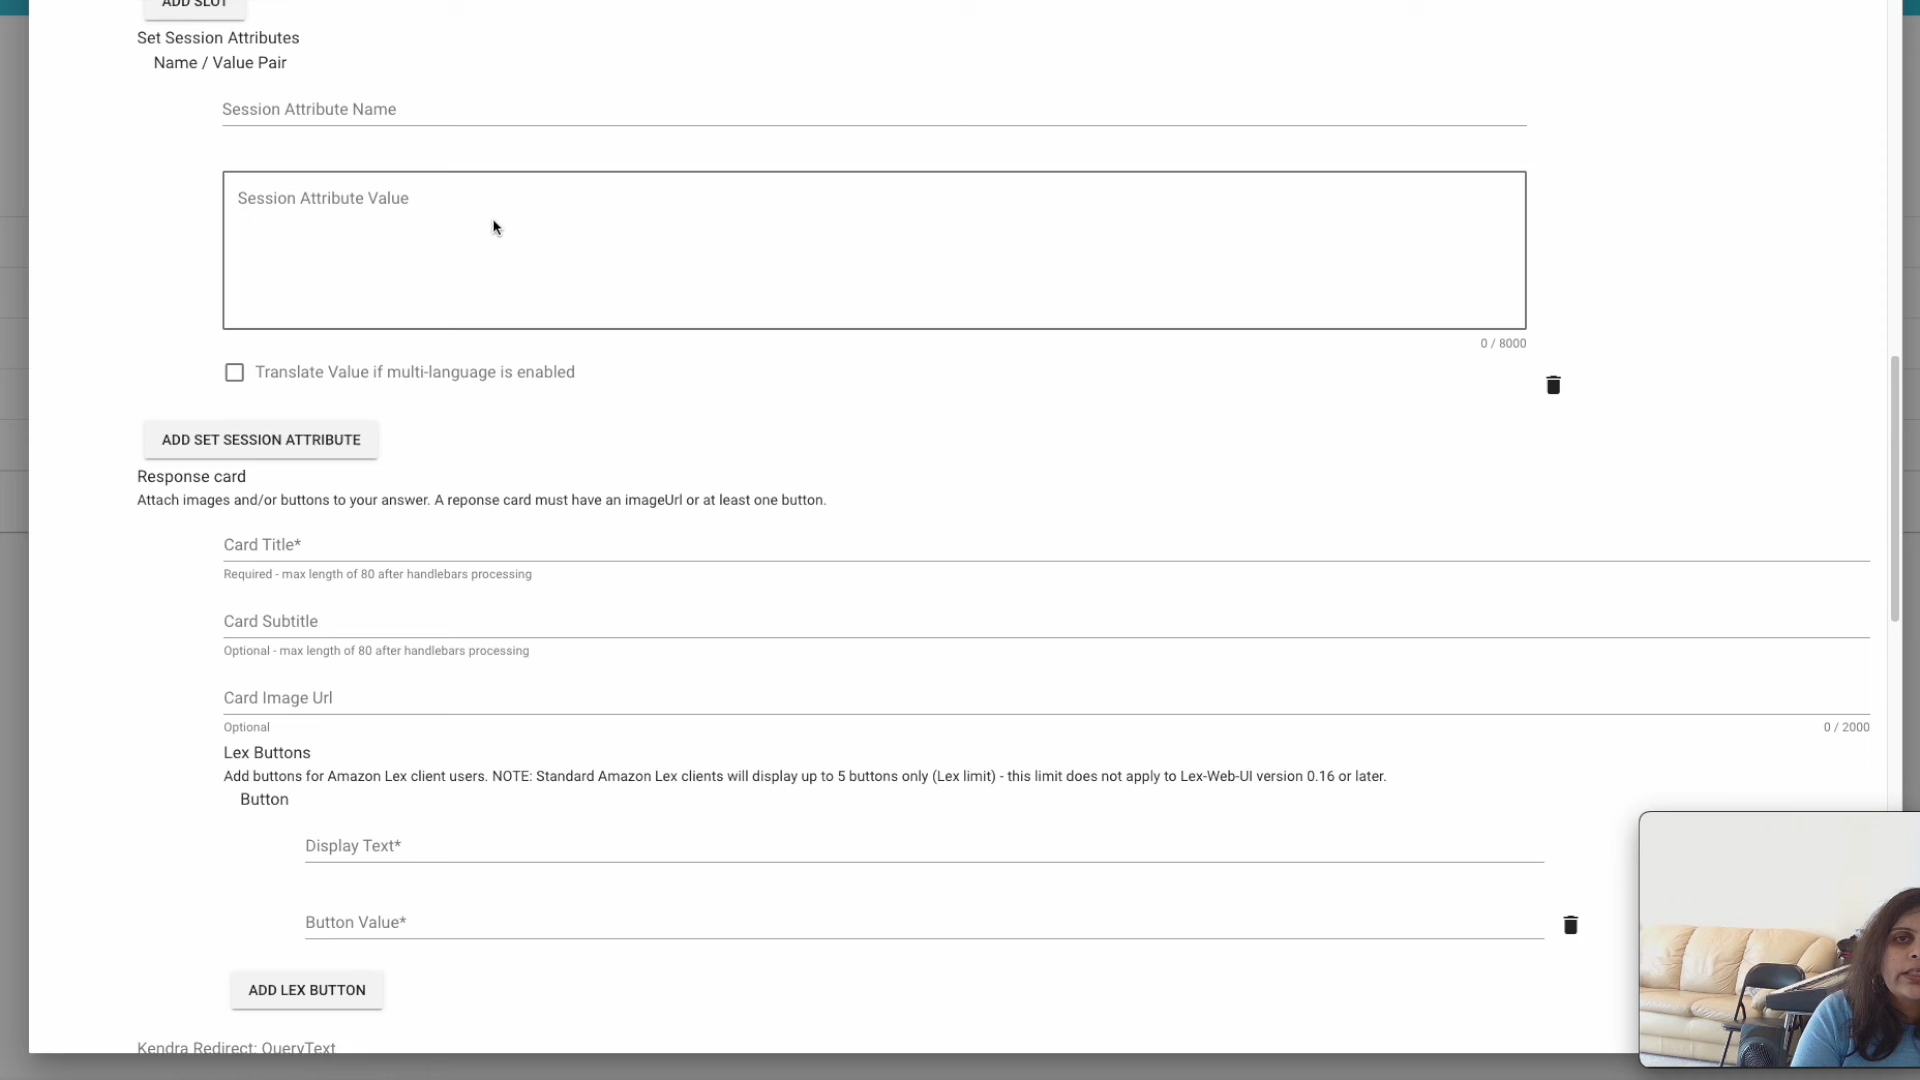 ADD SLOT
Set Session Attributes
Name / Value Pair
Session Attribute Name
Session Attribute Value
0 / 8000
Translate Value if multi-language is enabled
ADD SET SESSION ATTRIBUTE
Response card
Attach images and/or buttons to your answer. A reponse card must have an imageUrl or at least one button.
Card Title*
Required - max length of 80 after handlebars processing
Card Subtitle
Optional - max length of 80 after handlebars processing
Card Image Url
Optional
0 / 2000
Lex Buttons
Add buttons for Amazon Lex client users. NOTE: Standard Amazon Lex clients will display up to 5 buttons only (Lex limit) - this limit does not apply to Lex-Web-UI version 0.16 or later.
Button
Display Text*
Button Value*
ADD LEX BUTTON
Kendra Redirect: QueryText